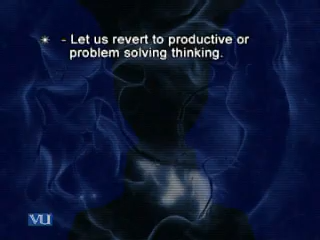 - Let us revert to productive or
problem solving thinking.
VU